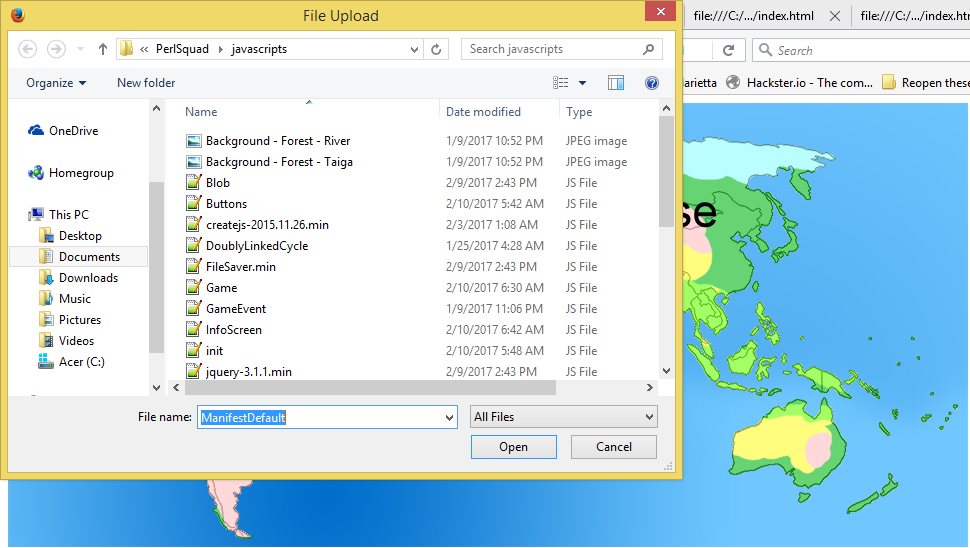 File Upload
file:///C:/.../index.html
file:///C:/.../index.htm
« PerlSquad javascripts
Search javascripts
Search
Organize
New folder
arietta
Hackster.io - The com...
Reopen these
Name
Date modified
Type
OneDrive
Homegroup
This PC
Desktop
Documents
Downloads
Music
Pictures
Videos
Acer (C:)
Background - Forest - River 1/9/2017 10:52 PM JPEG image
Background - Forest - Taiga 1/9/2017 10:52 PM JPEG image
Blob 2/9/2017 2:43 PM JS File
Buttons 2/10/2017 5:42 AM JS File
createjs-2015.11.26.min 2/3/2017 1:08 AM JS File
DoublyLinkedCycle 1/25/2017 4:28 AM JS File
FileSaver.min 2/9/2017 2:43 PM JS File
Game 2/10/2017 6:30 AM JS File
GameEvent 1/9/2017 11:06 PM JS File
InfoScreen 2/10/2017 6:42 AM JS File
init 2/10/2017 5:48 AM JS File
jquery-3.1.1.min 2/9/2017 2:43 PM JS File
se
File name: ManifestDefault
All Files
Open
Cancel